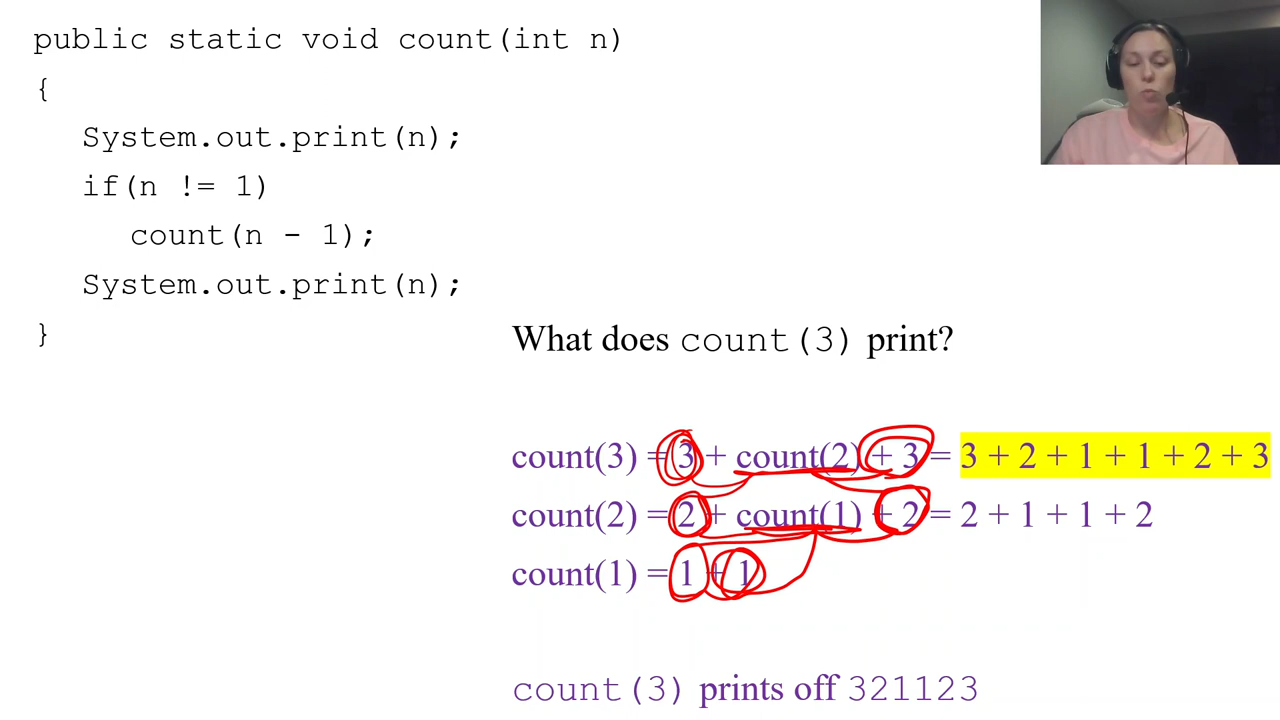 public static void count(int n)
{
System.out.print(n);
if(n != 1)
count(n - 1);
System.out.print(n);
}
What does count(3) print?
count(3) = 3 + count(2) + 3 = 3 + 2 + 1 + 1 + 2 + 3
count(2) = 2 + count(1) + 2 = 2 + 1 + 1 + 2
count(1) = 1 + 1
count(3) prints off 321123